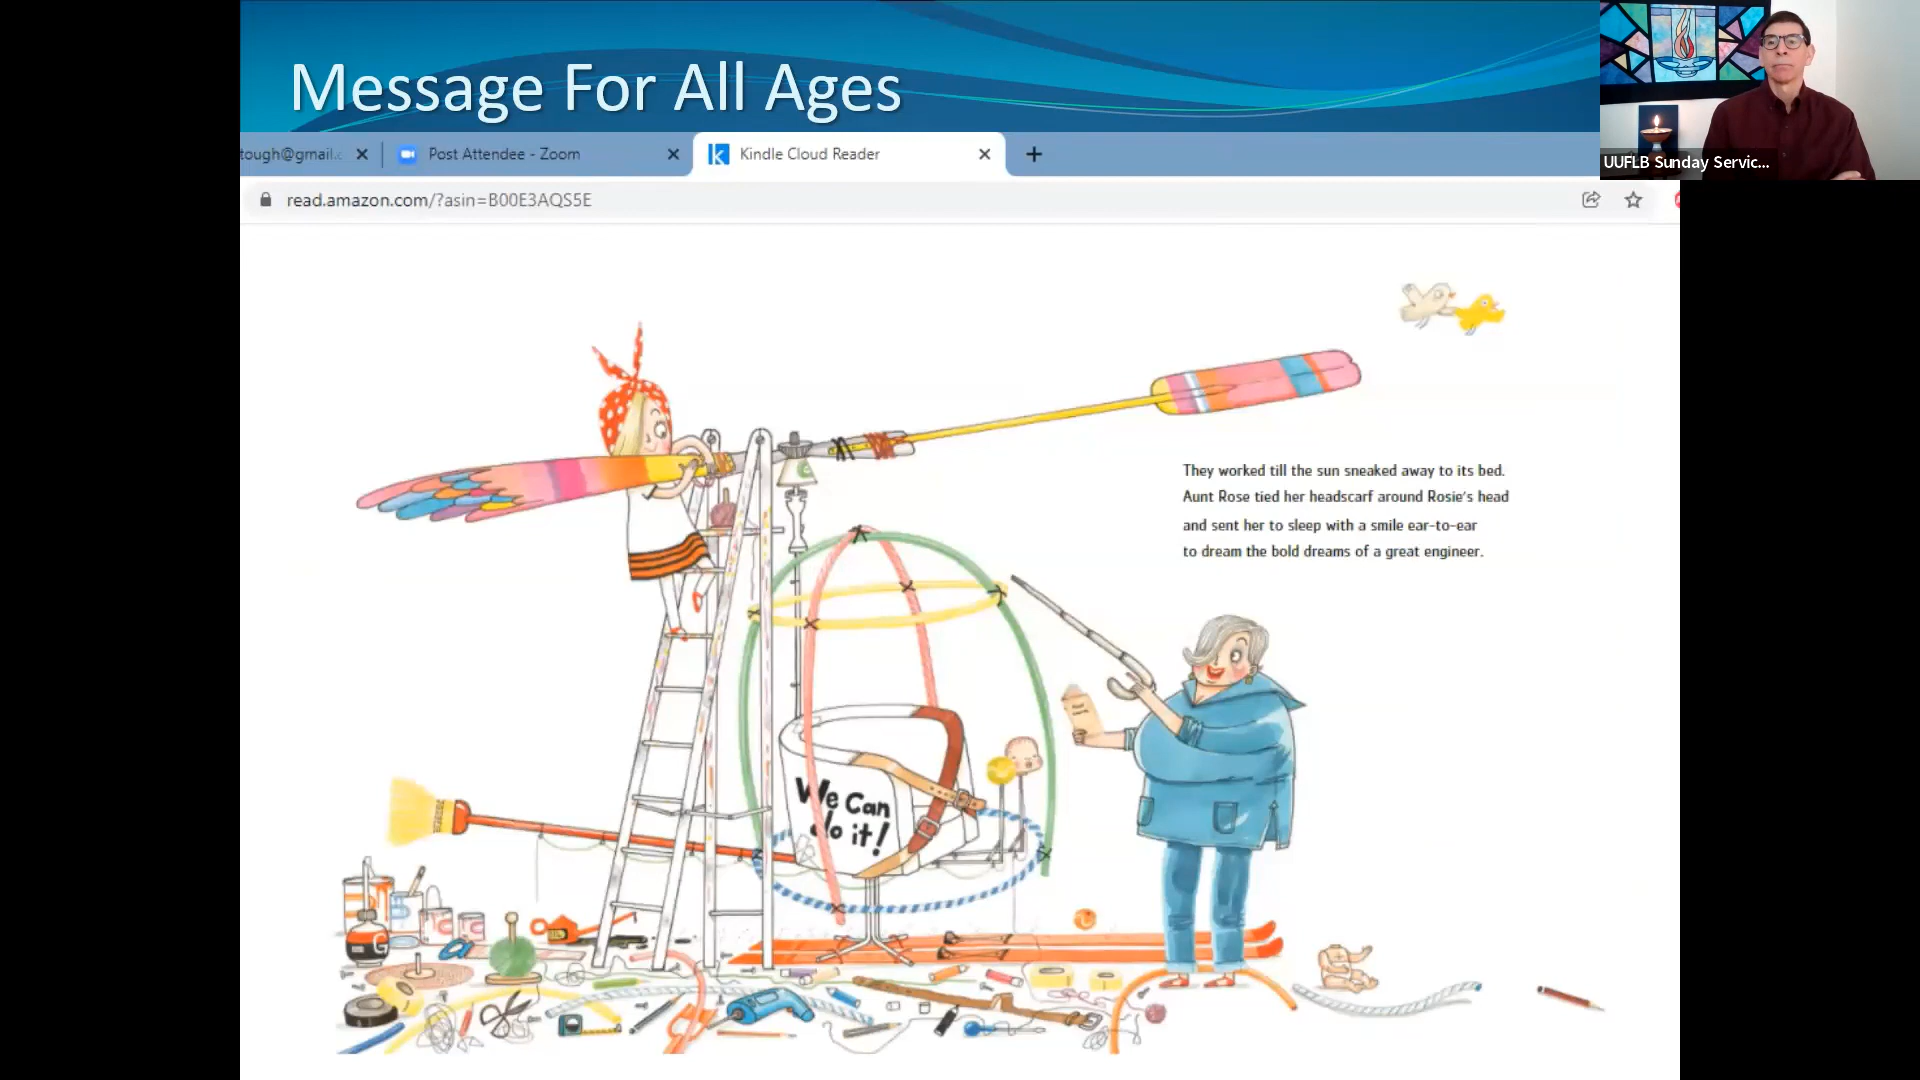 Message For All Ages
UUFLB Sunday Servic...
tough@gmail.c
Post Attendee - Zoom
Kindle Cloud Reader
read.amazon.com/?asin=B00E3AQS5E
They worked till the sun sneaked away to its bed.
Aunt Rose tied her headscarf around Rosie's head
and sent her to sleep with a smile ear-to-ear
to dream the bold dreams of a great engineer.
We Can
do it!